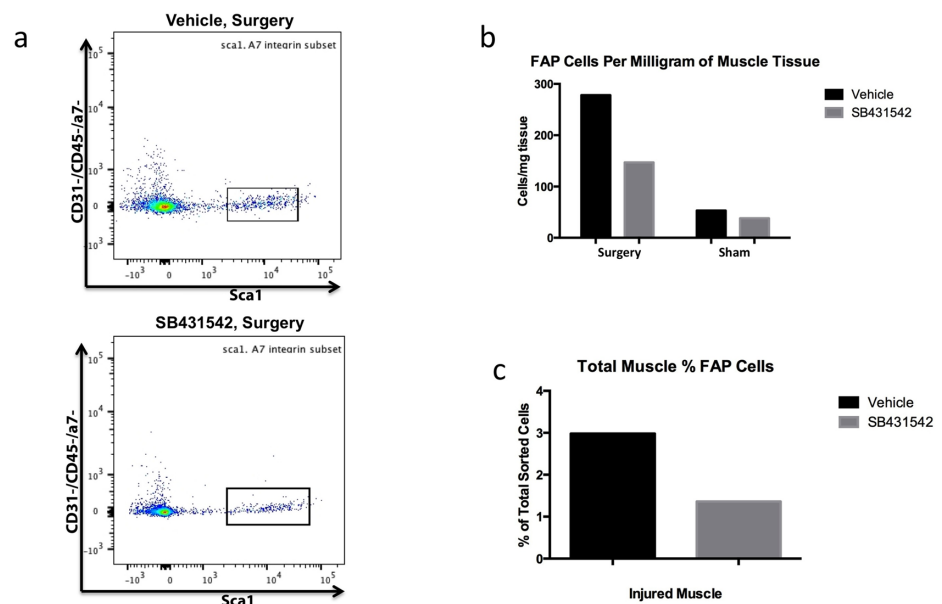 a
Vehicle, Surgery
sca1, A7 integrin subset
10^5
10^4
10^3
0
-10^3
CD31-/CD45-/a7-
-10^3 0 10^3 10^4 10^5
Sca1
SB431542, Surgery
sca1, A7 integrin subset
10^5
10^4
10^3
0
-10^3
CD31-/CD45-/a7-
-10^3 0 10^3 10^4 10^5
Sca1
b
FAP Cells Per Milligram of Muscle Tissue
300
200
100
0
Cells/mg tissue
Surgery Sham
Vehicle
SB431542
c
Total Muscle % FAP Cells
4
3
2
1
0
% of Total Sorted Cells
Injured Muscle
Vehicle
SB431542